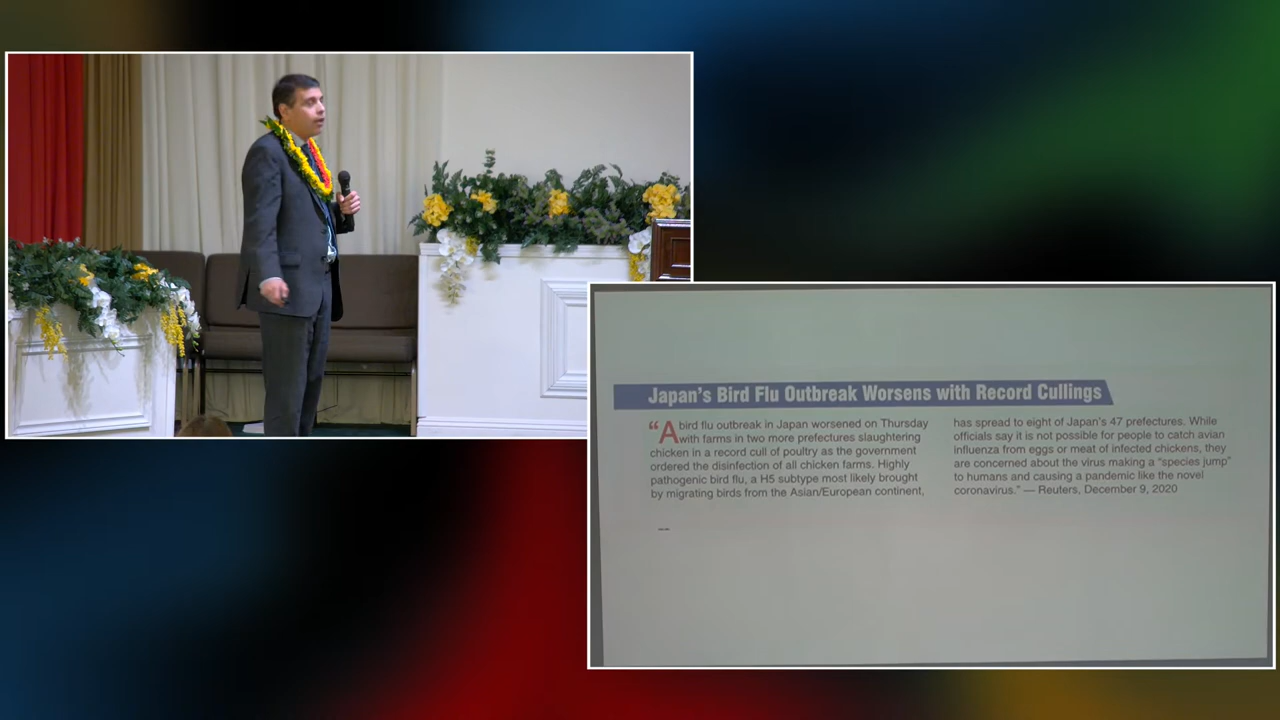 Japan's Bird Flu Outbreak Worsens with Record Cullings
"A bird flu outbreak in Japan worsened on Thursday
with farms in two more prefectures slaughtering
chicken in a record cull of poultry as the government
ordered the disinfection of all chicken farms. Highly
pathogenic bird flu, a H5 subtype most likely brought
by migrating birds from the Asian/European continent,
has spread to eight of Japan's 47 prefectures. While
officials say it is not possible for people to catch avian
influenza from eggs or meat of infected chickens, they
are concerned about the virus making a "species jump"
to humans and causing a pandemic like the novel
coronavirus." — Reuters, December 9, 2020